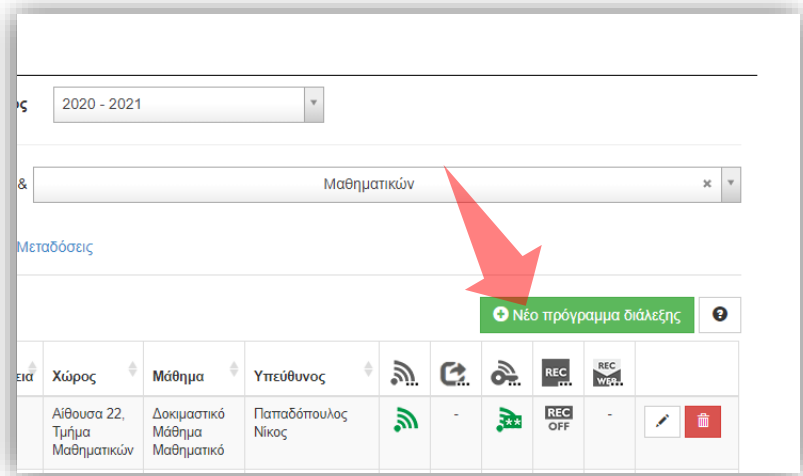 ος 2020 - 2021
& Μαθηματικών ×
Μεταδόσεις
Νέο πρόγραμμα διάλεξης
εια Χώρος Μάθημα Υπεύθυνος REC REC WEB
Αίθουσα 22, Δοκιμαστικό Παπαδόπουλος - REC -
Τμήμα Μάθημα Νίκος OFF
Μαθηματικών Μαθηματικό